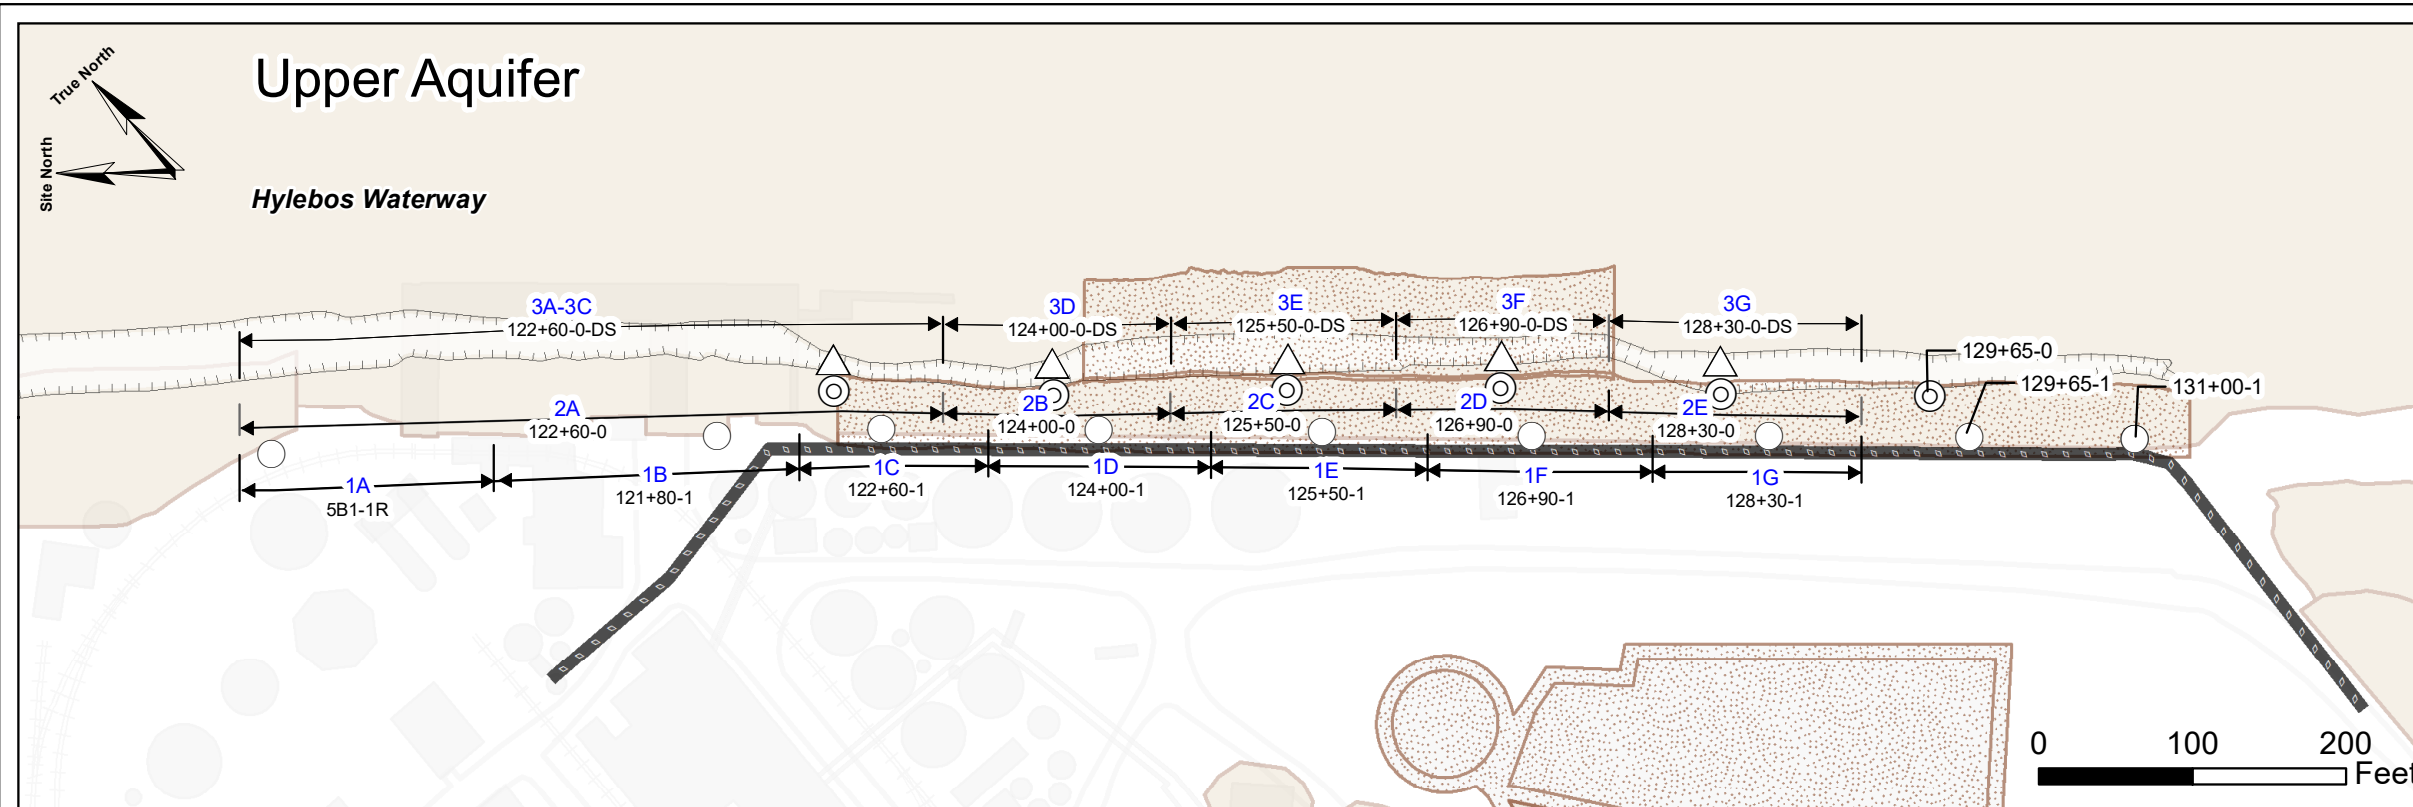 True North
Site North
Upper Aquifer
Hylebos Waterway
3A-3C
122+60-0-DS
3D
124+00-0-DS
3E
125+50-0-DS
3F
126+90-0-DS
3G
128+30-0-DS
129+65-0
129+65-1
131+00-1
2A
122+60-0
2B
124+00-0
2C
125+50-0
2D
126+90-0
2E
128+30-0
1A
5B1-1R
1B
121+80-1
1C
122+60-1
1D
124+00-1
1E
125+50-1
1F
126+90-1
1G
128+30-1
0 100 200
Feet